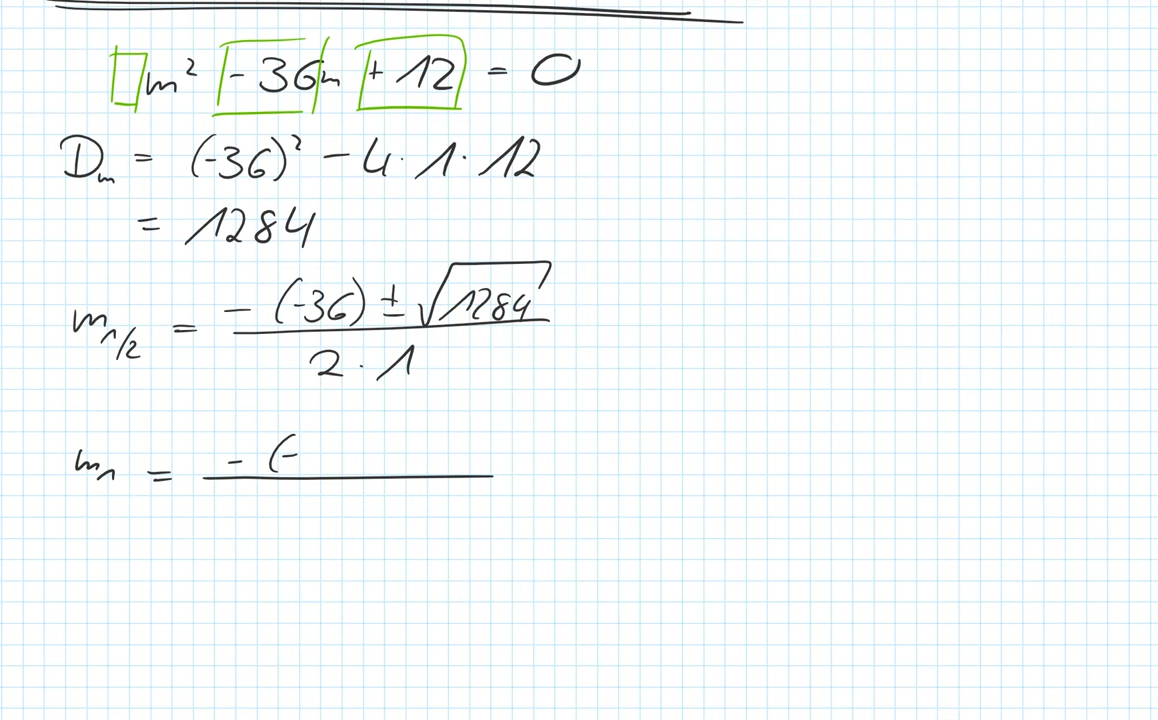 m² - 36m + 12 = 0
Dₘ = (-36)² - 4 · 1 · 12
= 1284
m₁/₂ = - (-36) ± √1284 / 2 · 1
m₁ = - (-